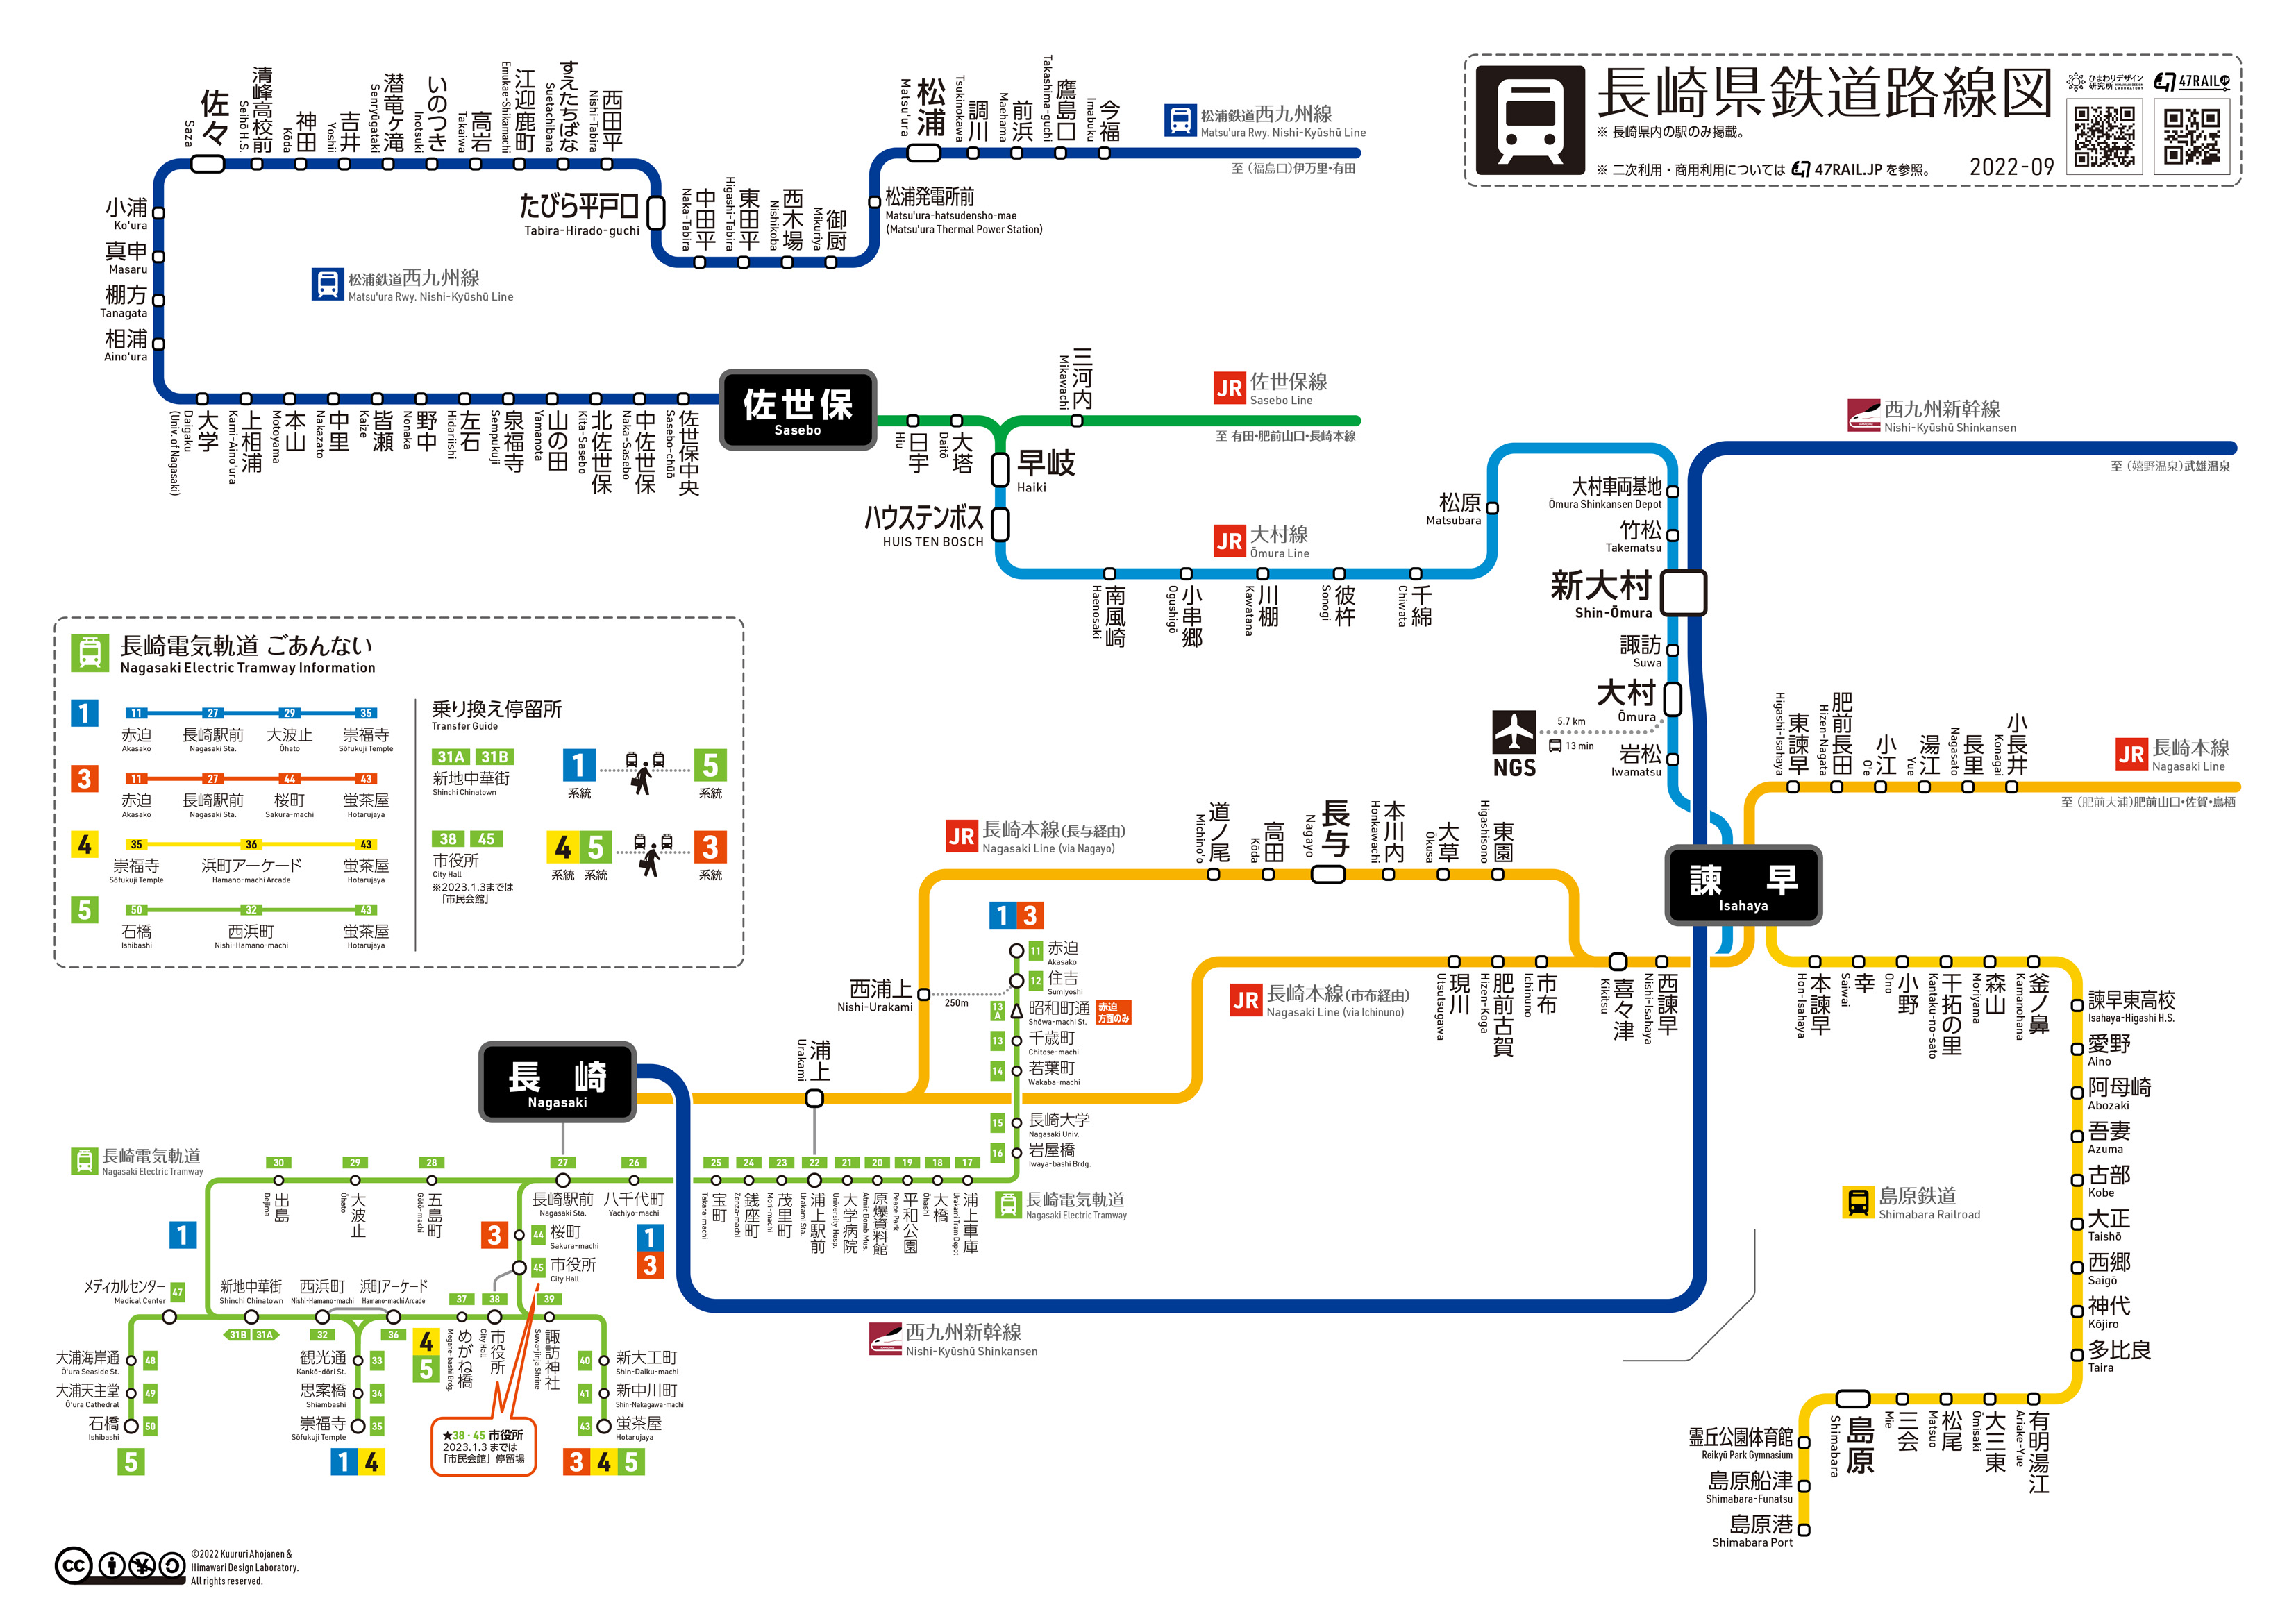 長崎県鉄道路線図
※ 長崎県内の駅のみ掲載。
※ 二次利用・商用利用については 47RAIL.JP を参照。
2022-09
ひまわりデザイン
研究所
47RAIL.JP
佐々
Saza
清峰高校前
Seihō H.S.
神田
Kōda
吉井
Yoshii
潜竜ヶ滝
Senryūgataki
いのつき
Inotsuki
高岩
Takaiwa
江迎鹿町
Emukae-Shikamachi
すえたちばな
Suetachibana
西田平
Nishi-Tabira
たびら平戸口
Tabira-Hirado-guchi
中田平
Naka-Tabira
東田平
Higashi-Tabira
西木場
Nishikoba
御厨
Mikuriya
松浦発電所前
Matsu'ura-hatsudensho-mae
(Matsu'ura Thermal Power Station)
松浦
Matsu'ura
調川
Tsukinokawa
前浜
Maehama
鷹島口
Takashima-guchi
今福
Imabuku
松浦鉄道西九州線
Matsu'ura Rwy. Nishi-Kyūshū Line
至 (福島口)伊万里・有田
小浦
Ko'ura
真申
Masaru
棚方
Tanagata
相浦
Aino'ura
松浦鉄道西九州線
Matsu'ura Rwy. Nishi-Kyūshū Line
大学
Daigaku
(Univ. of Nagasaki)
上相浦
Kami-Aino'ura
本山
Motoyama
中里
Nakazato
皆瀬
Kaize
野中
Nonaka
左石
Hidariishi
泉福寺
Sempukuji
山の田
Yamanota
北佐世保
Kita-Sasebo
中佐世保
Naka-Sasebo
佐世保中央
Sasebo-chūō
佐世保
Sasebo
日宇
Hiu
大塔
Daitō
三河内
Mikawachi
JR 佐世保線
Sasebo Line
至 有田・肥前山口・長崎本線
早岐
Haiki
ハウステンボス
HUIS TEN BOSCH
JR 大村線
Ōmura Line
南風崎
Haenosaki
小串郷
Ogushigō
川棚
Kawatana
彼杵
Sonogi
千綿
Chiwata
松原
Matsubara
大村車両基地
Ōmura Shinkansen Depot
竹松
Takematsu
新大村
Shin-Ōmura
諏訪
Suwa
大村
Ōmura
岩松
Iwamatsu
NGS
5.7 km
13 min
西九州新幹線
Nishi-Kyūshū Shinkansen
至 (嬉野温泉)武雄温泉
東諫早
Higashi-Isahaya
肥前長田
Hizen-Nagata
小江
O'e
湯江
Yue
長里
Nagasato
小長井
Konagai
JR 長崎本線
Nagasaki Line
至 (肥前大浦)肥前山口・佐賀・鳥栖
諫早
Isahaya
長崎電気軌道 ごあんない
Nagasaki Electric Tramway Information
1
11 27 29 35
赤迫 長崎駅前 大波止 崇福寺
Akasako Nagasaki Sta. Ōhato Sōfukuji Temple
3
11 27 44 43
赤迫 長崎駅前 桜町 蛍茶屋
Akasako Nagasaki Sta. Sakura-machi Hotarujaya
4
35 36 43
崇福寺 浜町アーケード 蛍茶屋
Sōfukuji Temple Hamano-machi Arcade Hotarujaya
5
50 32 43
石橋 西浜町 蛍茶屋
Ishibashi Nishi-Hamano-machi Hotarujaya
乗り換え停留所
Transfer Guide
31A 31B
新地中華街
Shinchi Chinatown
1 5
系統 系統
38 45
市役所
City Hall
※2023.1.3までは
「市民会館」
4 5 3
系統 系統 系統
JR 長崎本線(長与経由)
Nagasaki Line (via Nagayo)
道ノ尾
Michino'o
高田
Kōda
長与
Nagayo
本川内
Honkawachi
大草
Ōkusa
東園
Higashisono
JR 長崎本線(市布経由)
Nagasaki Line (via Ichinuno)
現川
Utsutsugawa
肥前古賀
Hizen-Koga
市布
Ichinuno
喜々津
Kikitsu
西諫早
Nishi-Isahaya
西浦上
Nishi-Urakami
250m
浦上
Urakami
長崎
Nagasaki
1 3
11 赤迫
Akasako
12 住吉
Sumiyoshi
13A 昭和町通
Shōwa-machi St.
赤迫
方面のみ
13 千歳町
Chitose-machi
14 若葉町
Wakaba-machi
15 長崎大学
Nagasaki Univ.
16 岩屋橋
Iwaya-bashi Brdg.
長崎電気軌道
Nagasaki Electric Tramway
17 浦上車庫
Urakami Tram Depot
18 大橋
Ōhashi
19 平和公園
Peace Park
20 原爆資料館
Atmic Bomb Mus.
21 大学病院
University Hosp.
22 浦上駅前
Urakami Sta.
23 茂里町
Mori-machi
24 銭座町
Zenza-machi
25 宝町
Takara-machi
26 八千代町
Yachiyo-machi
27 長崎駅前
Nagasaki Sta.
28 五島町
Gotō-machi
29 大波止
Ōhato
30 出島
Dejima
長崎電気軌道
Nagasaki Electric Tramway
1
3
1
3
44 桜町
Sakura-machi
45 市役所
City Hall
メディカルセンター 47
Medical Center
新地中華街
Shinchi Chinatown
31B 31A
西浜町
Nishi-Hamano-machi
32
浜町アーケード
Hamano-machi Arcade
36
4
5
37 めがね橋
Megane-bashi Brdg.
38 市役所
City Hall
39 諏訪神社
Suwa-jinja Shrine
大浦海岸通 48
O'ura Seaside St.
大浦天主堂 49
O'ura Cathedral
石橋 50
Ishibashi
5
観光通 33
Kankō-dōri St.
思案橋 34
Shiambashi
崇福寺 35
Sōfukuji Temple
1 4
40 新大工町
Shin-Daiku-machi
41 新中川町
Shin-Nakagawa-machi
43 蛍茶屋
Hotarujaya
3 4 5
★38・45 市役所
2023.1.3 までは
「市民会館」停留場
西九州新幹線
Nishi-Kyūshū Shinkansen
本諫早
Hon-Isahaya
幸
Saiwai
小野
Ono
干拓の里
Kantaku-no-sato
森山
Moriyama
釜ノ鼻
Kamanohana
諫早東高校
Isahaya-Higashi H.S.
愛野
Aino
阿母崎
Abozaki
吾妻
Azuma
古部
Kobe
大正
Taishō
西郷
Saigō
神代
Kōjiro
多比良
Taira
島原鉄道
Shimabara Railroad
有明湯江
Ariake-Yue
大三東
Ōmisaki
松尾
Matsuo
三会
Mie
島原
Shimabara
霊丘公園体育館
Reikyū Park Gymnasium
島原船津
Shimabara-Funatsu
島原港
Shimabara Port
cc
©2022 Kuururi Ahojanen &
Himawari Design Laboratory.
All rights reserved.